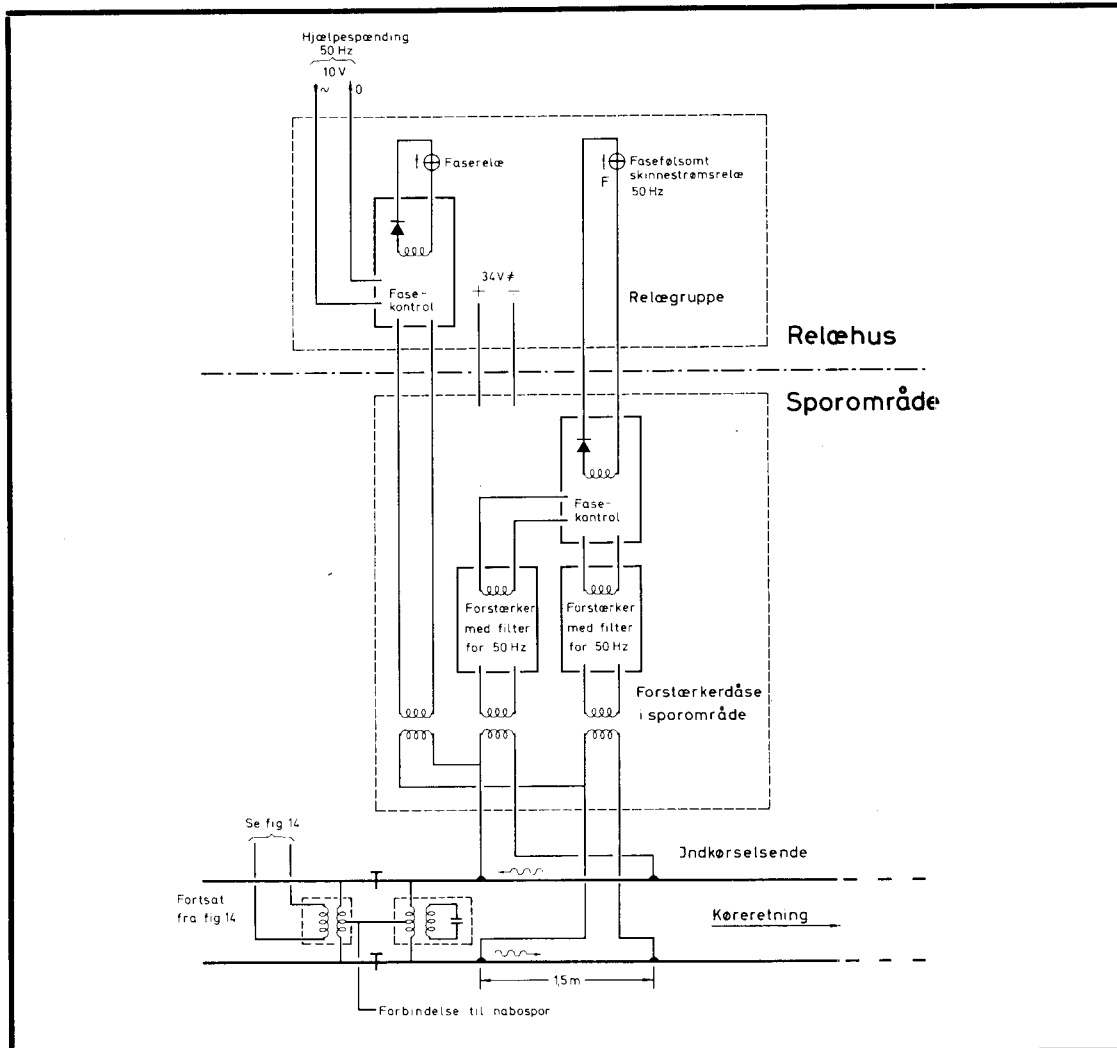 Hjælpespænding
50 Hz
10 V
~ 0
Faserelæ
Fasefølsomt
skinnestrømsrelæ
50 Hz
F
Fase-
kontrol
34V≠
+ -
Relægruppe
Relæhus
Sporområde
Fase-
kontrol
Forstærker
med filter
for 50 Hz
Forstærker
med filter
for 50 Hz
Forstærkerdåse
i sporområde
Se fig 14
Indkørselsende
Fortsat
fra fig 14
Køreretning
1,5 m
Forbindelse til nabospor